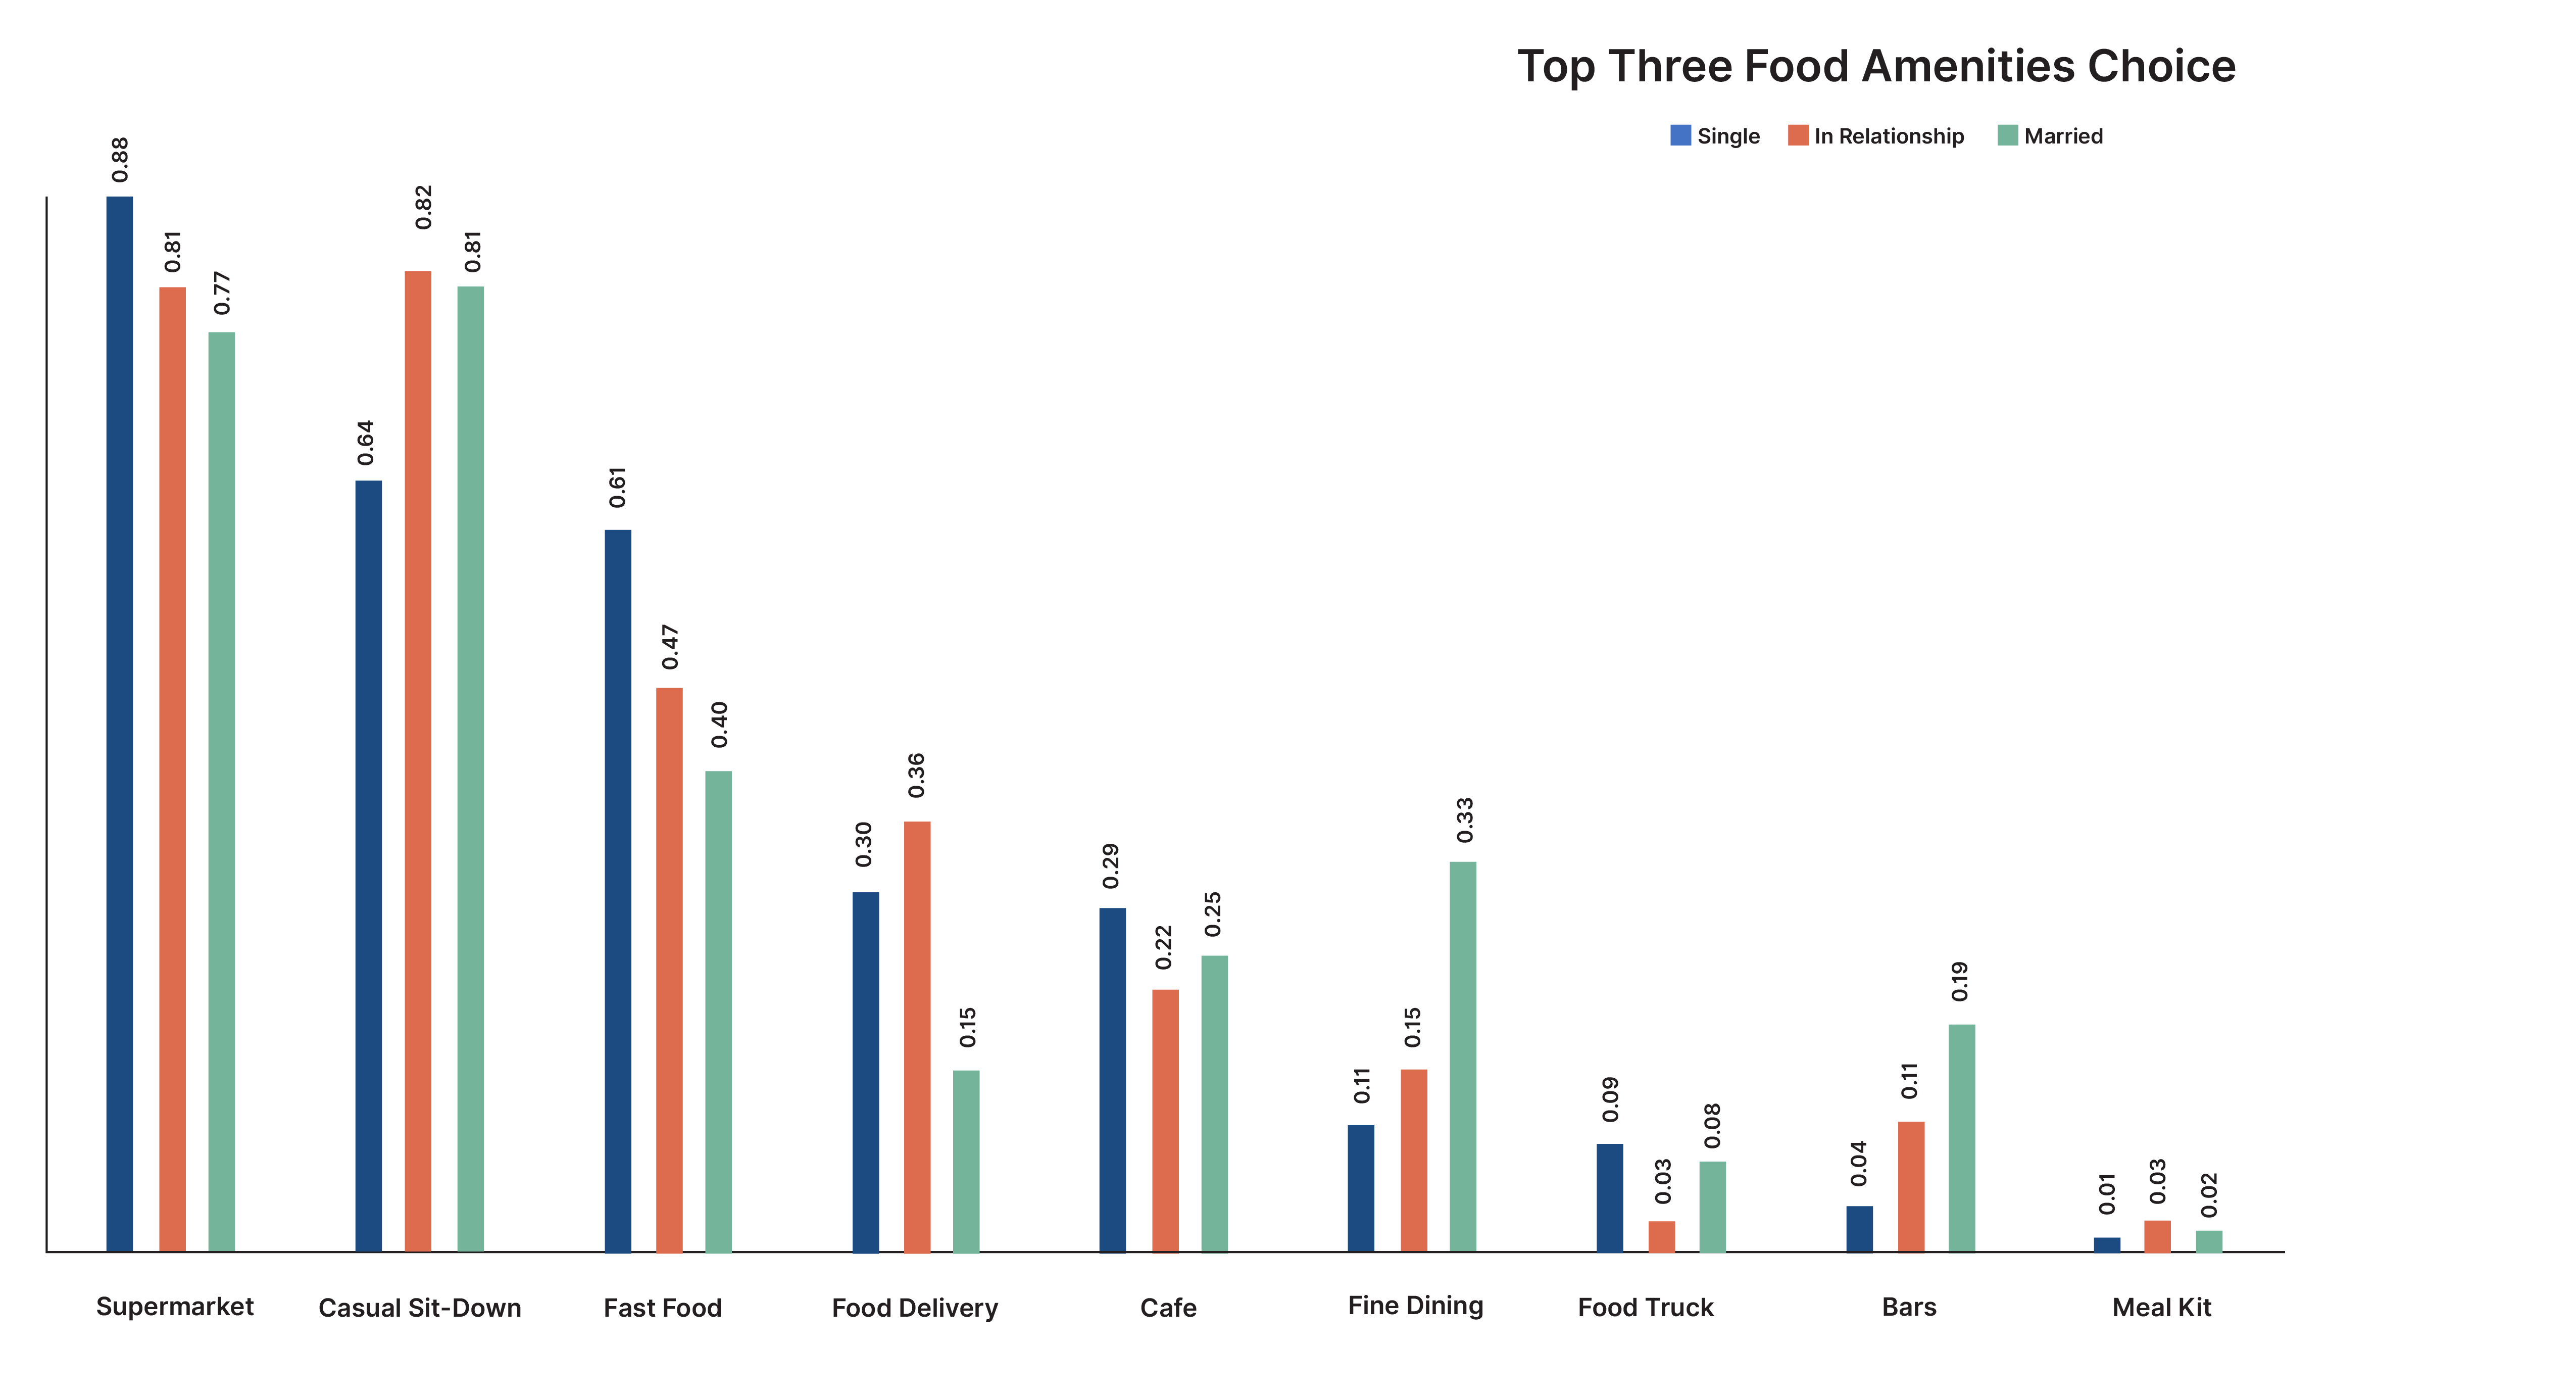 Top Three Food Amenities Choice
Single In Relationship Married
0.88 0.81 0.77
0.64 0.82 0.81
0.61 0.47 0.40
0.30 0.36 0.15
0.29 0.22 0.25
0.11 0.15 0.33
0.09 0.03 0.08
0.04 0.11 0.19
0.01 0.03 0.02
Supermarket Casual Sit-Down Fast Food Food Delivery Cafe Fine Dining Food Truck Bars Meal Kit